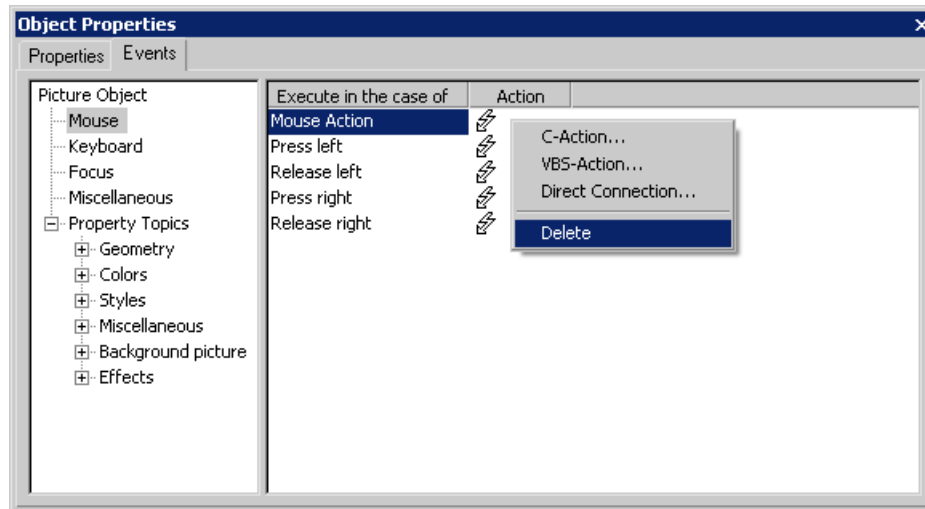 Object Properties
Properties Events
Picture Object
Mouse
Keyboard
Focus
Miscellaneous
Property Topics
Geometry
Colors
Styles
Miscellaneous
Background picture
Effects
Execute in the case of Action
Mouse Action
Press left
Release left
Press right
Release right
C-Action...
VBS-Action...
Direct Connection...
Delete